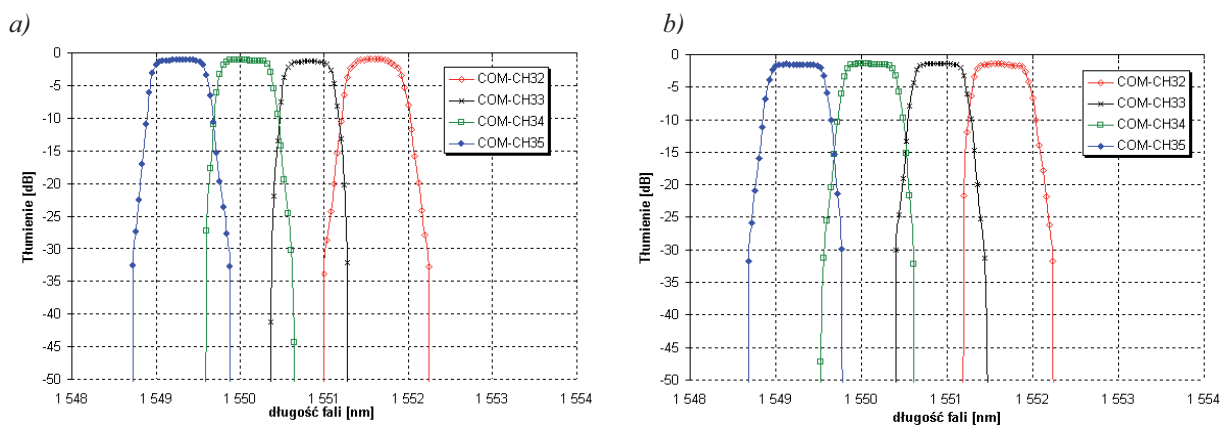 a)
0
-5
-10
-15
-20
-25
-30
-35
-40
-45
-50
Tłumienie [dB]
1 548
1 549
1 550
1 551
1 552
1 553
1 554
długość fali [nm]
COM-CH32
COM-CH33
COM-CH34
COM-CH35
b)
0
-5
-10
-15
-20
-25
-30
-35
-40
-45
-50
Tłumienie [dB]
1 548
1 549
1 550
1 551
1 552
1 553
1 554
długość fali [nm]
COM-CH32
COM-CH33
COM-CH34
COM-CH35